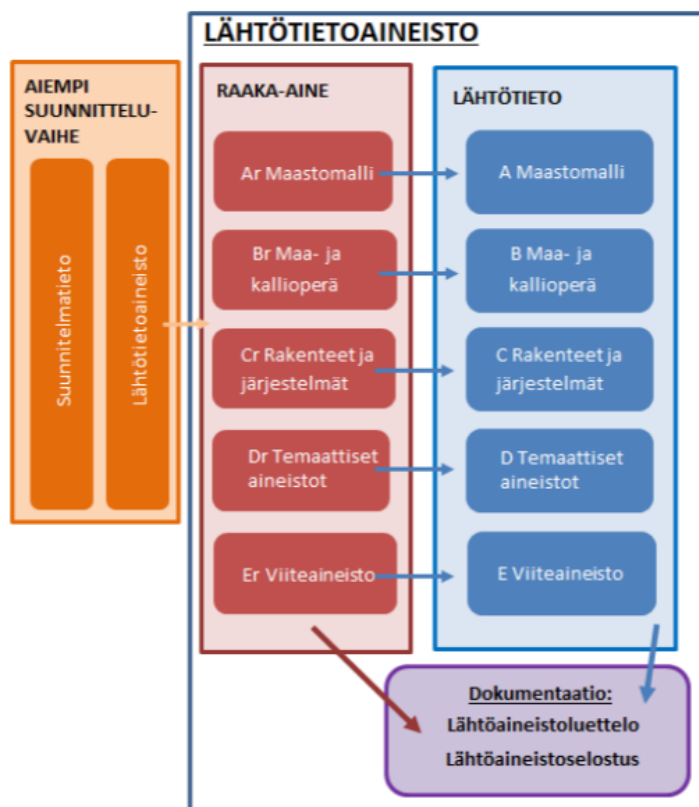 LÄHTÖTIETOAINEISTO
AIEMPI
SUUNNITTELU-
VAIHE
Suunnitelmatieto
Lähtötietoaineisto
RAAKA-AINE
Ar Maastomalli
Br Maa- ja
kallioperä
Cr Rakenteet ja
järjestelmät
Dr Temaattiset
aineistot
Er Viiteaineisto
LÄHTÖTIETO
A Maastomalli
B Maa- ja
kallioperä
C Rakenteet ja
järjestelmät
D Temaattiset
aineistot
E Viiteaineisto
Dokumentaatio:
Lähtöaineistoluettelo
Lähtöaineistoselostus